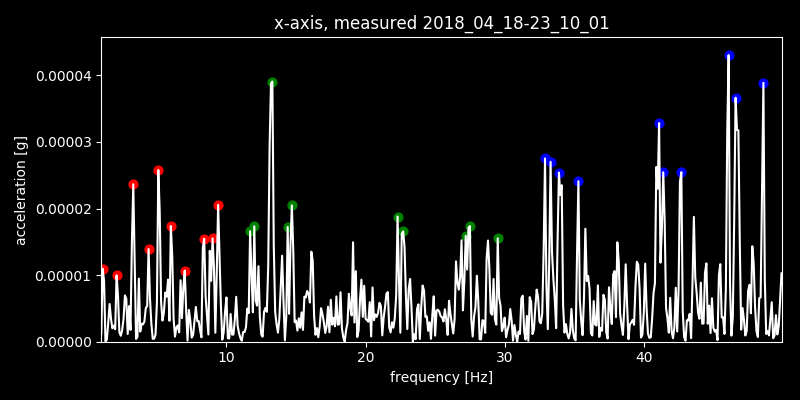 x-axis, measured 2018_04_18-23_10_01
acceleration [g]
0.00004
0.00003
0.00002
0.00001
0.00000
10 20 30 40
frequency [Hz]